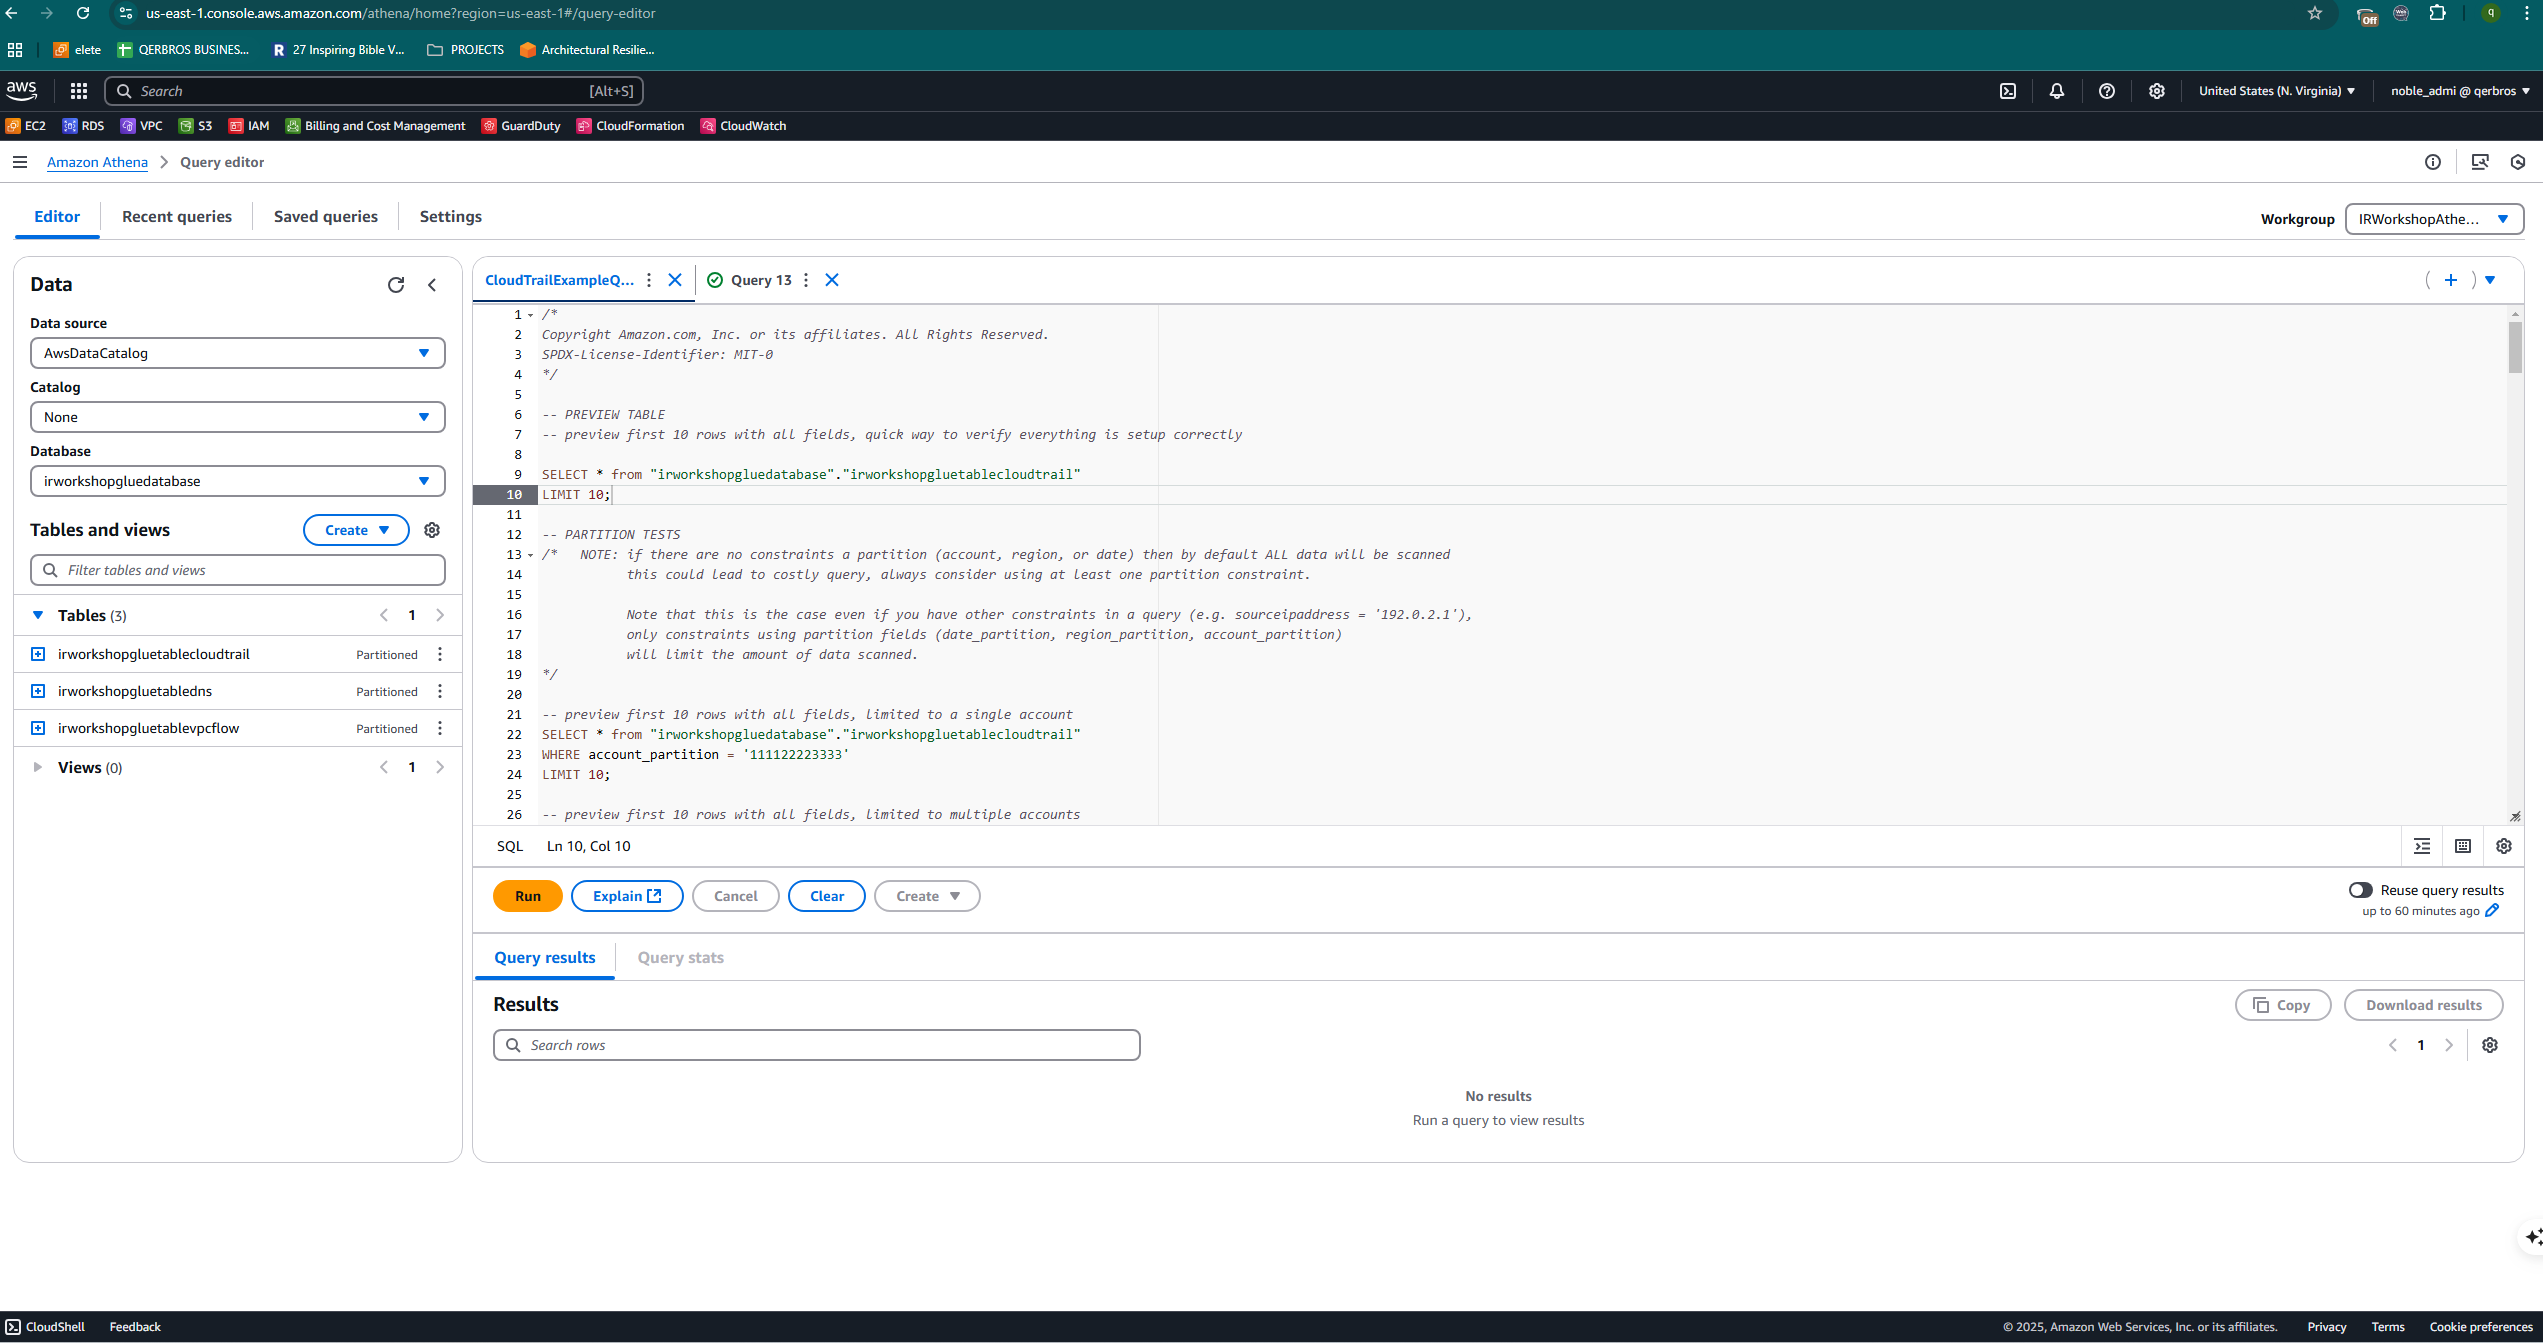 us-east-1.console.aws.amazon.com/athena/home?region=us-east-1#/query-editor
Off
q
elete
QERBROS BUSINES...
R
27 Inspiring Bible V...
PROJECTS
Architectural Resilie...
aws
Search
[Alt+S]
United States (N. Virginia)
noble_admi @ qerbros
EC2
RDS
VPC
S3
IAM
Billing and Cost Management
GuardDuty
CloudFormation
CloudWatch
Amazon Athena
Query editor
Editor
Recent queries
Saved queries
Settings
Workgroup
IRWorkshopAthe...
Data
Data source
AwsDataCatalog
Catalog
None
Database
irworkshopgluedatabase
Tables and views
Create
Filter tables and views
Tables (3)
1
irworkshopgluetablecloudtrail
Partitioned
irworkshopgluetabledns
Partitioned
irworkshopgluetablevpcflow
Partitioned
Views (0)
1
CloudTrailExampleQ...
Query 13
1 /*
2 Copyright Amazon.com, Inc. or its affiliates. All Rights Reserved.
3 SPDX-License-Identifier: MIT-0
4 */
5
6 -- PREVIEW TABLE
7 -- preview first 10 rows with all fields, quick way to verify everything is setup correctly
8
9 SELECT * from "irworkshopgluedatabase"."irworkshopgluetablecloudtrail"
10 LIMIT 10;
11
12 -- PARTITION TESTS
13 /* NOTE: if there are no constraints a partition (account, region, or date) then by default ALL data will be scanned
14 this could lead to costly query, always consider using at least one partition constraint.
15
16 Note that this is the case even if you have other constraints in a query (e.g. sourceipaddress = '192.0.2.1'),
17 only constraints using partition fields (date_partition, region_partition, account_partition)
18 will limit the amount of data scanned.
19 */
20
21 -- preview first 10 rows with all fields, limited to a single account
22 SELECT * from "irworkshopgluedatabase"."irworkshopgluetablecloudtrail"
23 WHERE account_partition = '111122223333'
24 LIMIT 10;
25
26 -- preview first 10 rows with all fields, limited to multiple accounts
SQL
Ln 10, Col 10
Run
Explain
Cancel
Clear
Create
Reuse query results
up to 60 minutes ago
Query results
Query stats
Results
Copy
Download results
Search rows
1
No results
Run a query to view results
CloudShell
Feedback
© 2025, Amazon Web Services, Inc. or its affiliates.
Privacy
Terms
Cookie preferences